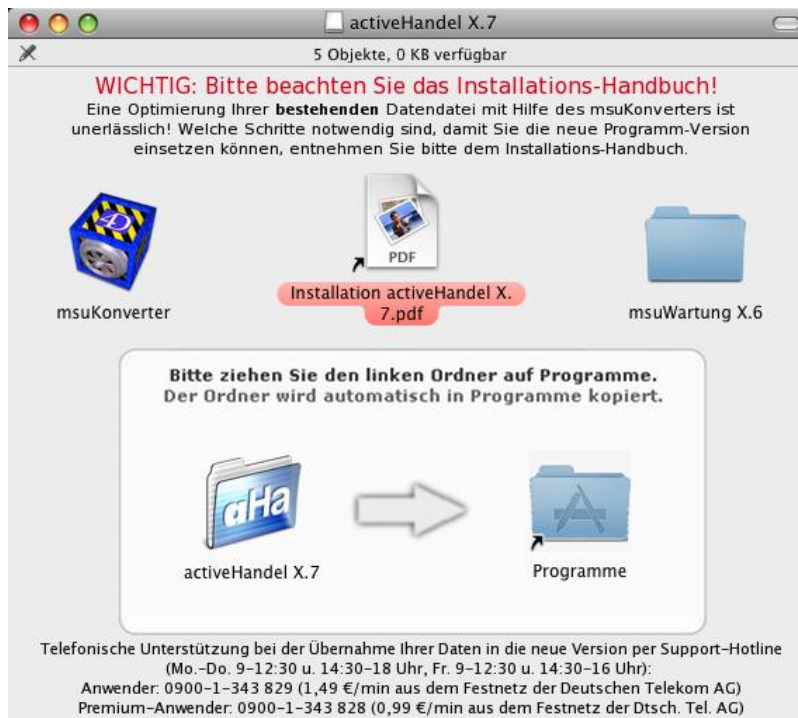 activeHandel X.7
5 Objekte, 0 KB verfügbar
WICHTIG: Bitte beachten Sie das Installations-Handbuch!
Eine Optimierung Ihrer bestehenden Datendatei mit Hilfe des msuKonverters ist
unerlässlich! Welche Schritte notwendig sind, damit Sie die neue Programm-Version
einsetzen können, entnehmen Sie bitte dem Installations-Handbuch.
4D
PDF
msuKonverter
Installation activeHandel X.
7.pdf
msuWartung X.6
Bitte ziehen Sie den linken Ordner auf Programme.
Der Ordner wird automatisch in Programme kopiert.
aHa
activeHandel X.7
Programme
Telefonische Unterstützung bei der Übernahme Ihrer Daten in die neue Version per Support-Hotline
(Mo.-Do. 9-12:30 u. 14:30-18 Uhr, Fr. 9-12:30 u. 14:30-16 Uhr):
Anwender: 0900-1-343 829 (1,49 €/min aus dem Festnetz der Deutschen Telekom AG)
Premium-Anwender: 0900-1-343 828 (0,99 €/min aus dem Festnetz der Dtsch. Tel. AG)